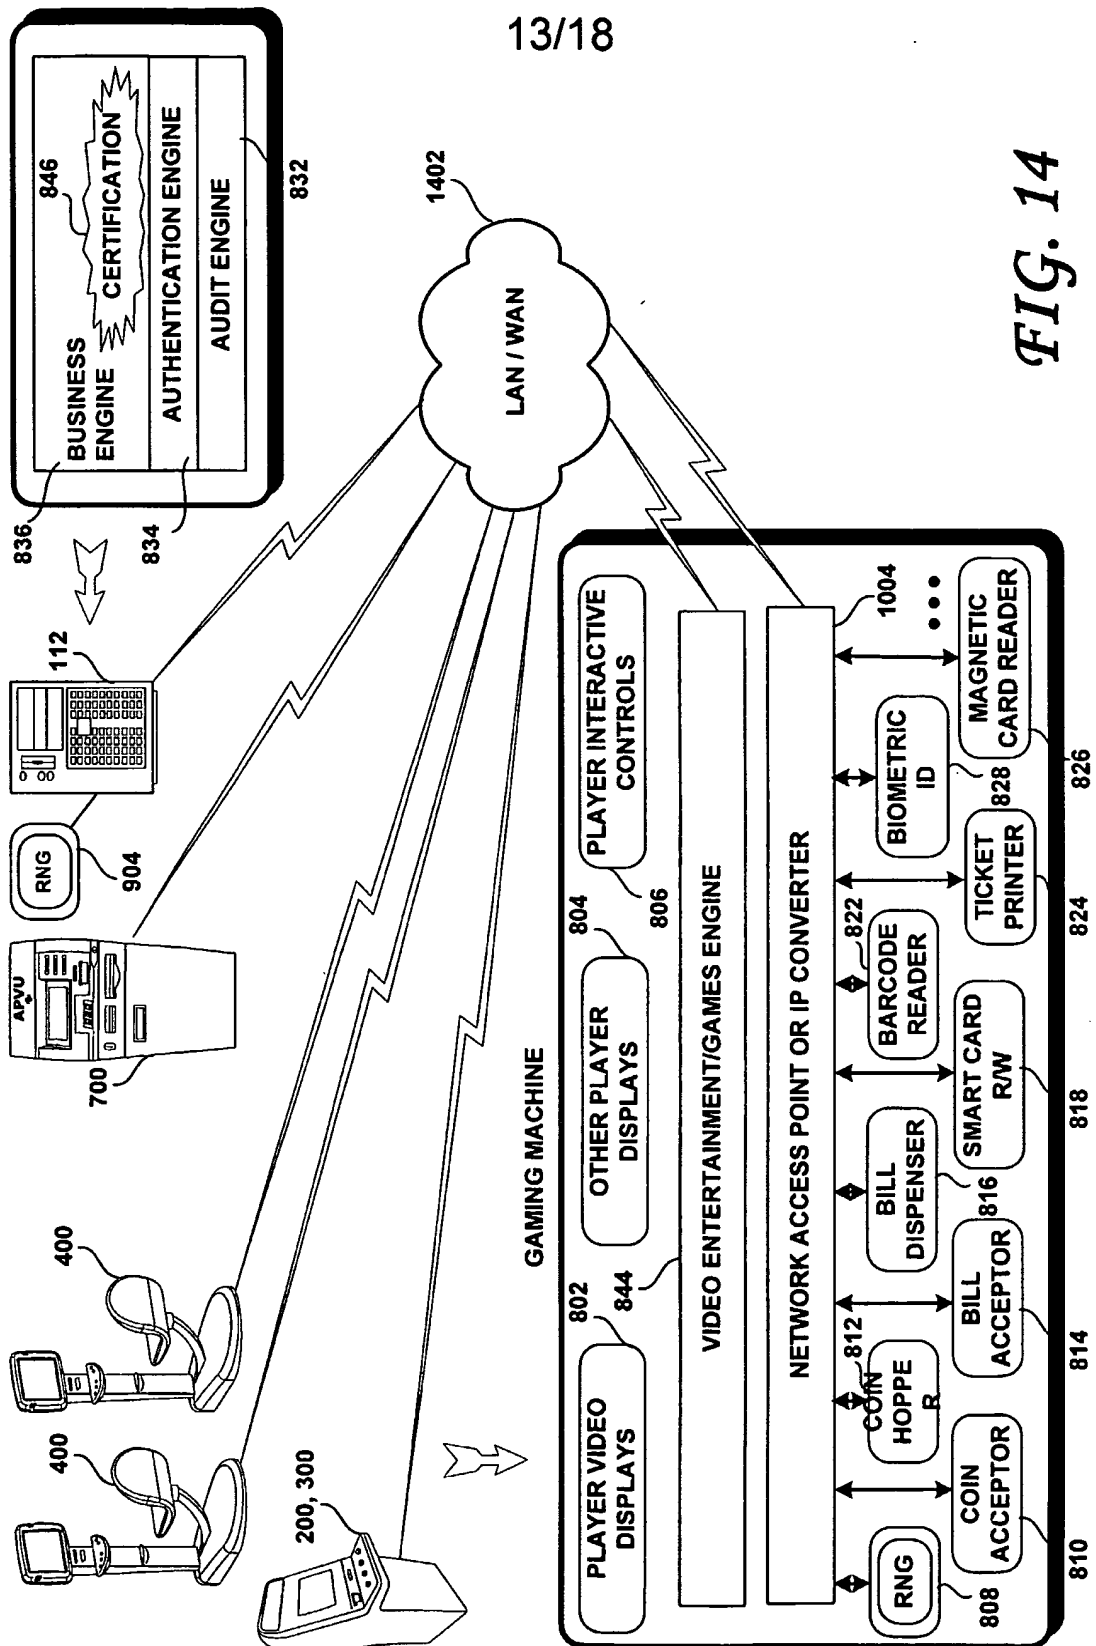 13/18
846
BUSINESS
ENGINE
CERTIFICATION
AUTHENTICATION ENGINE
AUDIT ENGINE
836
834
832
112
RNG
904
APVU
700
400
400
200, 300
1402
LAN / WAN
GAMING MACHINE
802
PLAYER VIDEO
DISPLAYS
804
OTHER PLAYER
DISPLAYS
806
PLAYER INTERACTIVE
CONTROLS
844
VIDEO ENTERTAINMENT/GAMES ENGINE
NETWORK ACCESS POINT OR IP CONVERTER
1004
RNG
808
COIN
ACCEPTOR
810
812
COIN
HOPPE
R
BILL
ACCEPTOR
814
BILL
DISPENSER
816
SMART CARD
R/W
818
822
BARCODE
READER
TICKET
PRINTER
824
BIOMETRIC
ID
828
MAGNETIC
CARD READER
826
FIG. 14